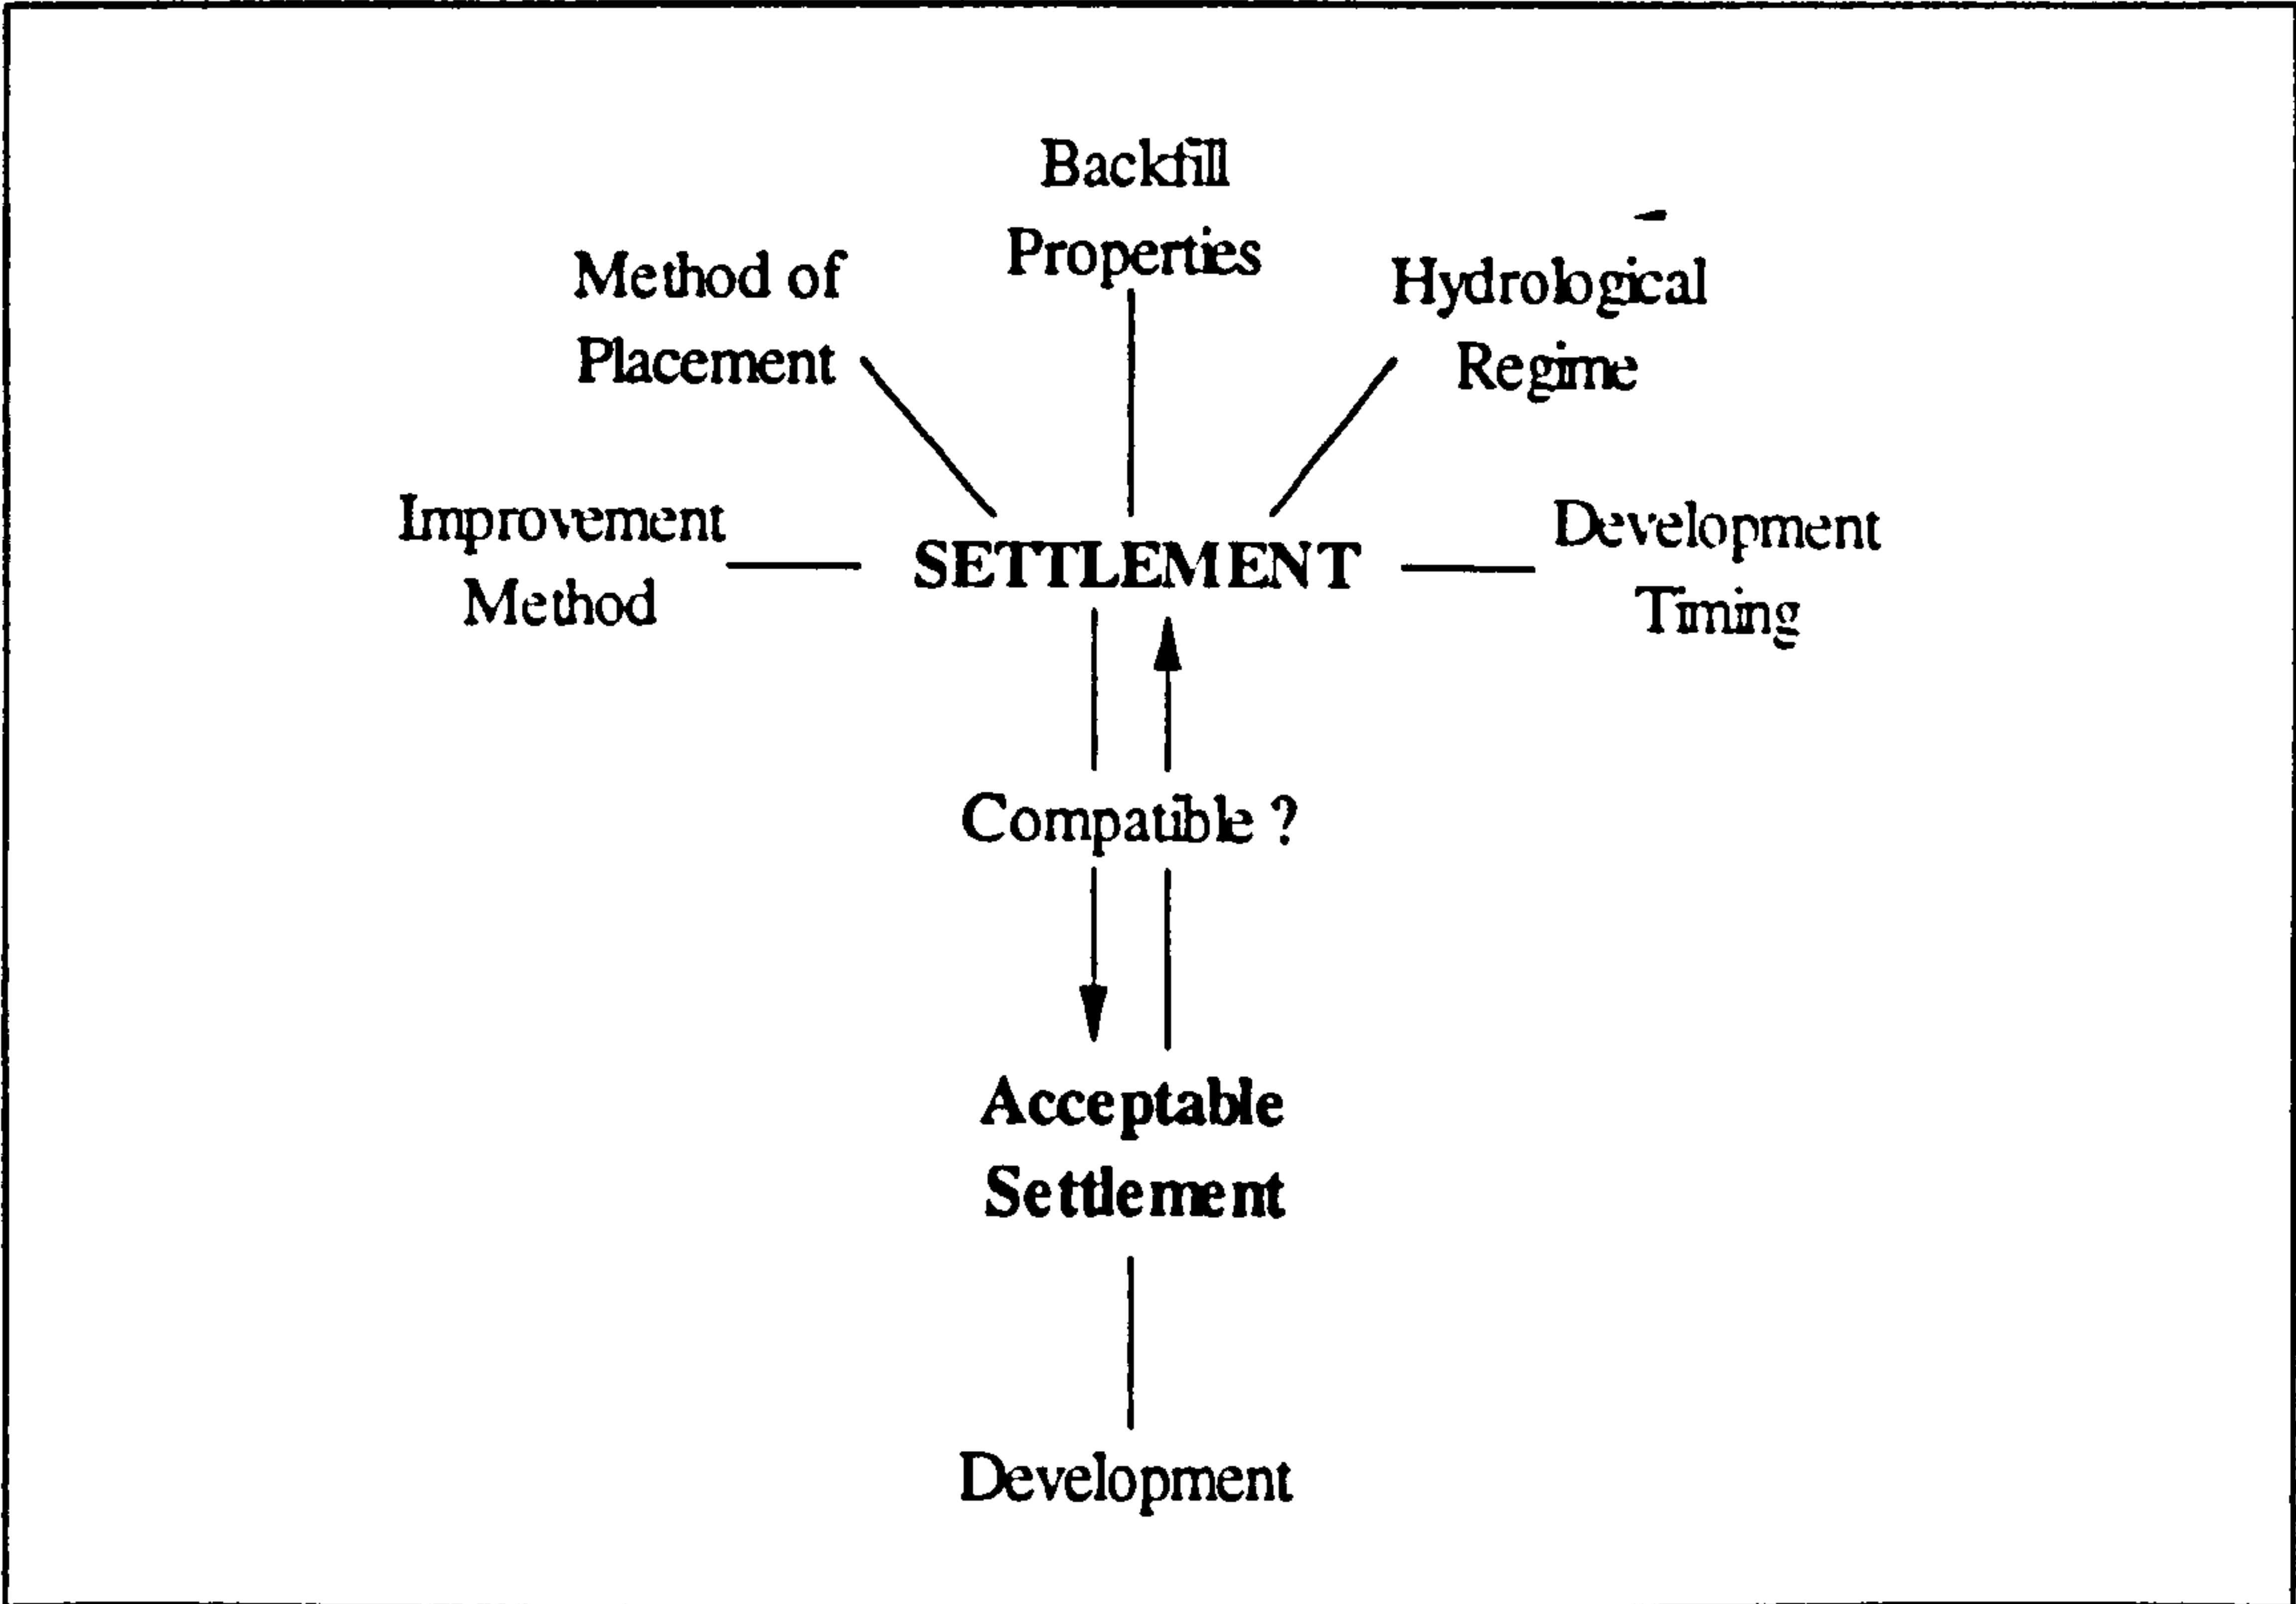 Backfill
Properties
Method of
Placement
Hydrological
Regime
Improvement
Method
SETTLEMENT
Development
Timing
Compatible ?
Acceptable
Settlement
Development